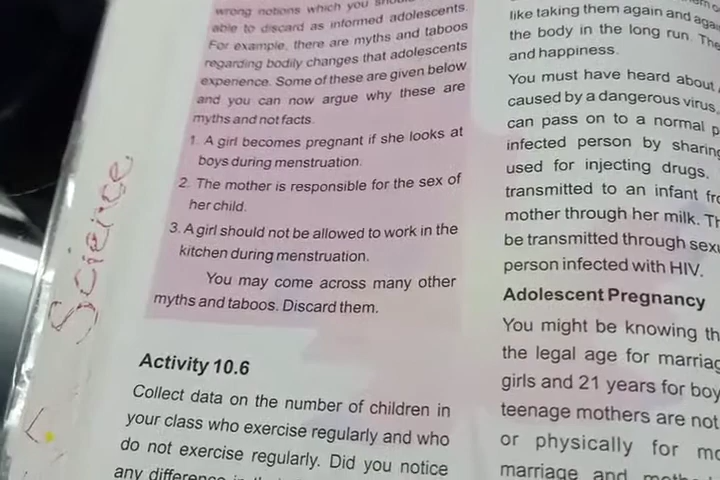 wrong notions which you
able to discard as informed adolescents.
For example, there are myths and taboos
regarding bodily changes that adolescents
experience. Some of these are given below
and you can now argue why these are
myths and not facts.
1. A girl becomes pregnant if she looks at
boys during menstruation.
2. The mother is responsible for the sex of
her child.
3. A girl should not be allowed to work in the
kitchen during menstruation.
You may come across many other
myths and taboos. Discard them.
Activity 10.6
Collect data on the number of children in
your class who exercise regularly and who
do not exercise regularly. Did you notice
any difference
like taking them again and
the body in the long run.
and happiness.
You must have heard about
caused by a dangerous virus,
can pass on to a normal
infected person by sharing
used for injecting drugs.
transmitted to an infant
mother through her milk.
be transmitted through
person infected with HIV.
Adolescent Pregnancy
You might be knowing
the legal age for
girls and 21 years for
teenage mothers are not
or physically for
marriage and
Science